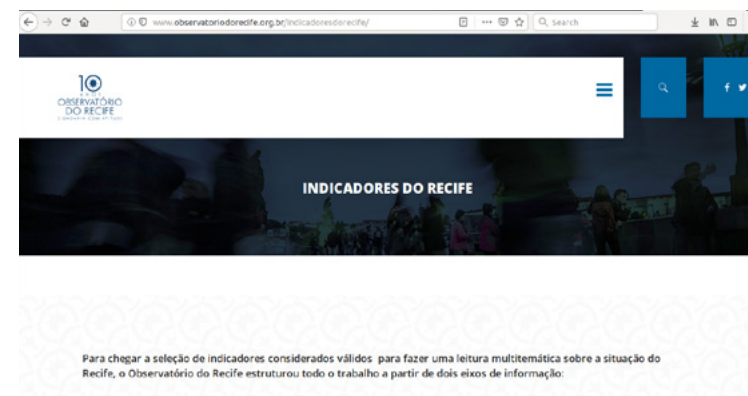 www.observatoriodorecife.org.br/indicadoresdorecife/
Search
10
ANOS
OBSERVATÓRIO
DO RECIFE
INDICADORES DO RECIFE
Para chegar a seleção de indicadores considerados válidos para fazer uma leitura multitemática sobre a situação do
Recife, o Observatório do Recife estruturou todo o trabalho a partir de dois eixos de informação: